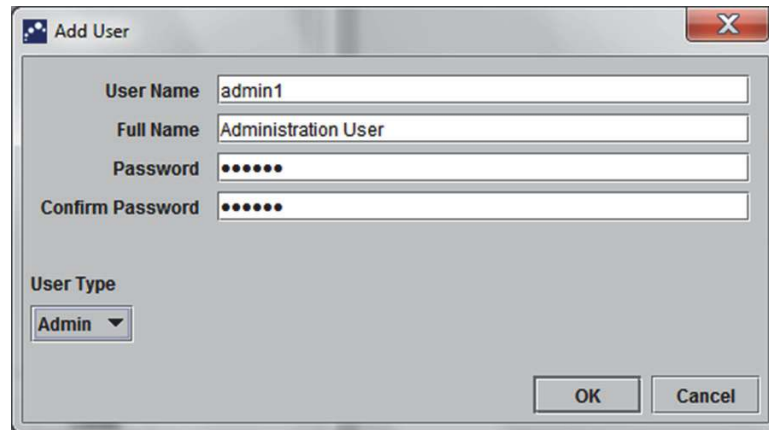 Add User
User Name admin1
Full Name Administration User
Password ••••••
Confirm Password ••••••
User Type
Admin
OK Cancel